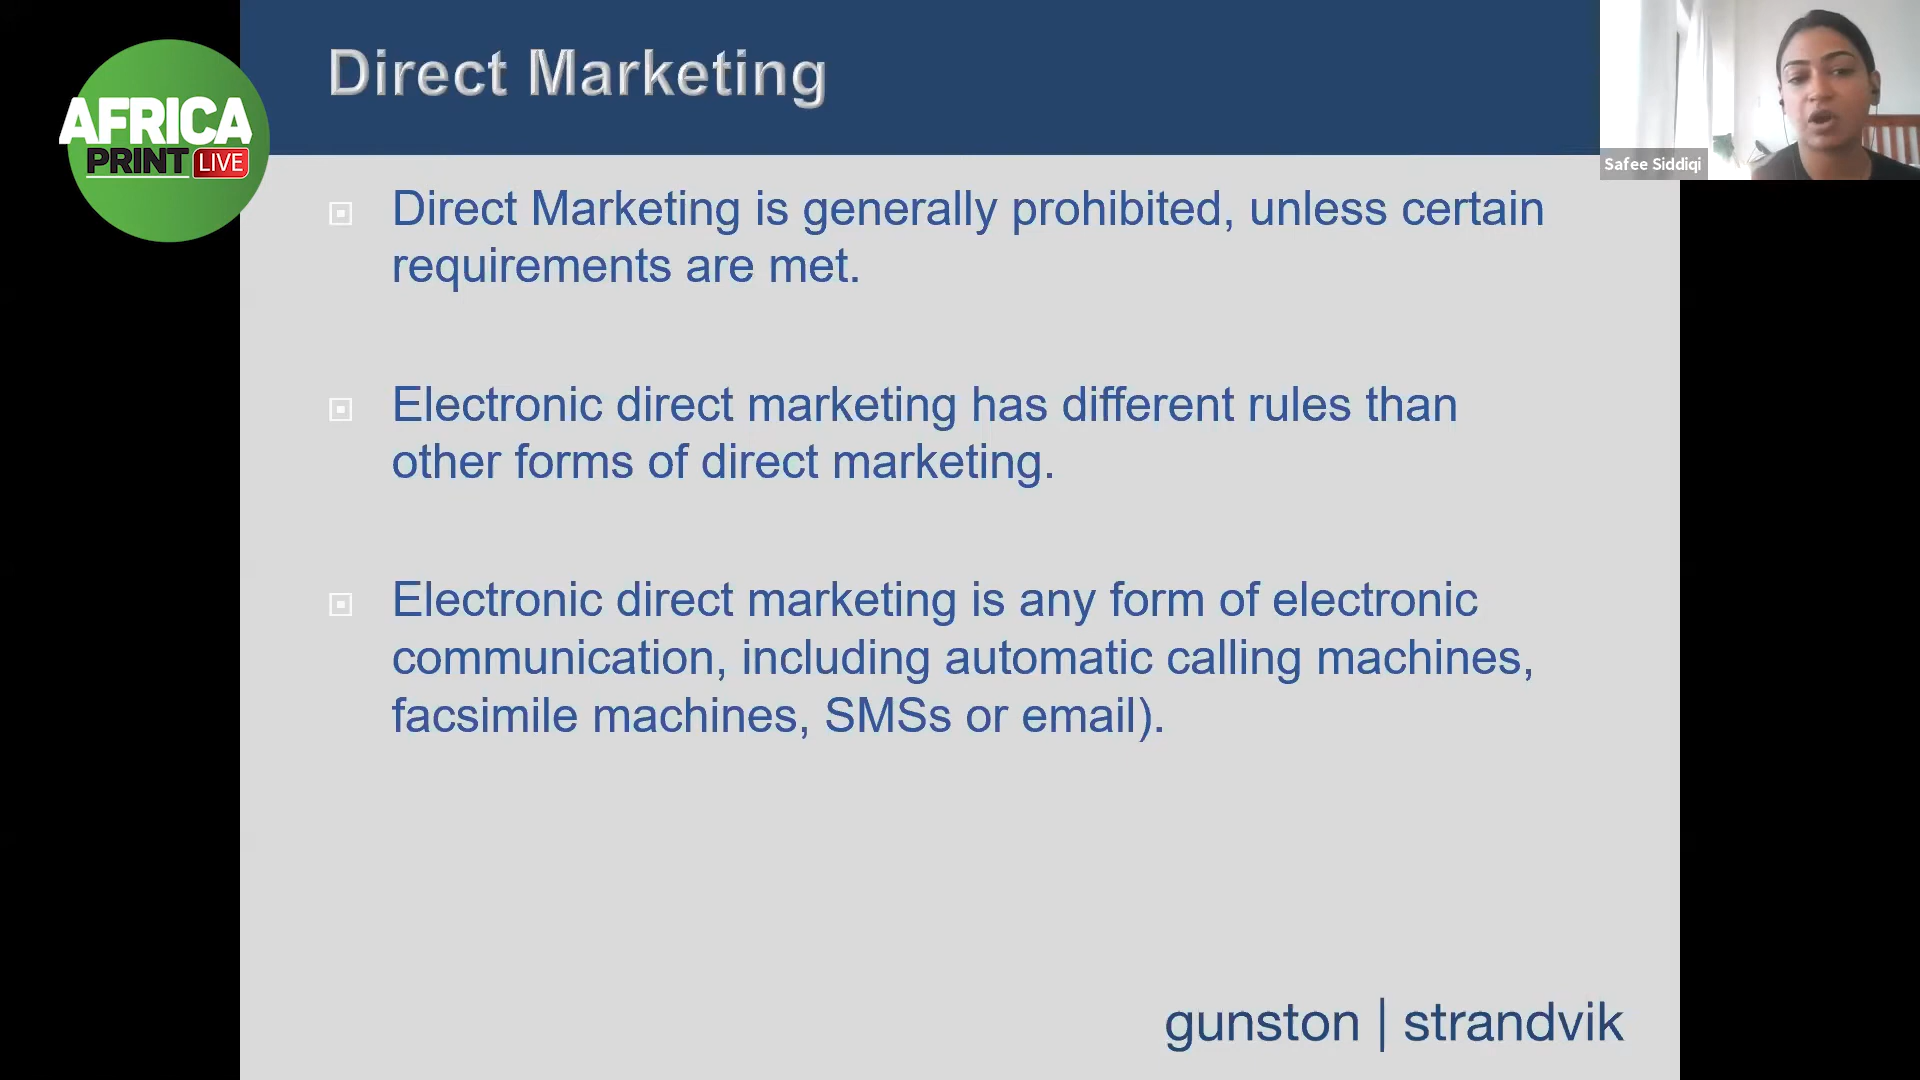 AFRICA
PRINT LIVE
Direct Marketing
Safee Siddiqi
Direct Marketing is generally prohibited, unless certain
requirements are met.
Electronic direct marketing has different rules than
other forms of direct marketing.
Electronic direct marketing is any form of electronic
communication, including automatic calling machines,
facsimile machines, SMSs or email).
gunston | strandvik